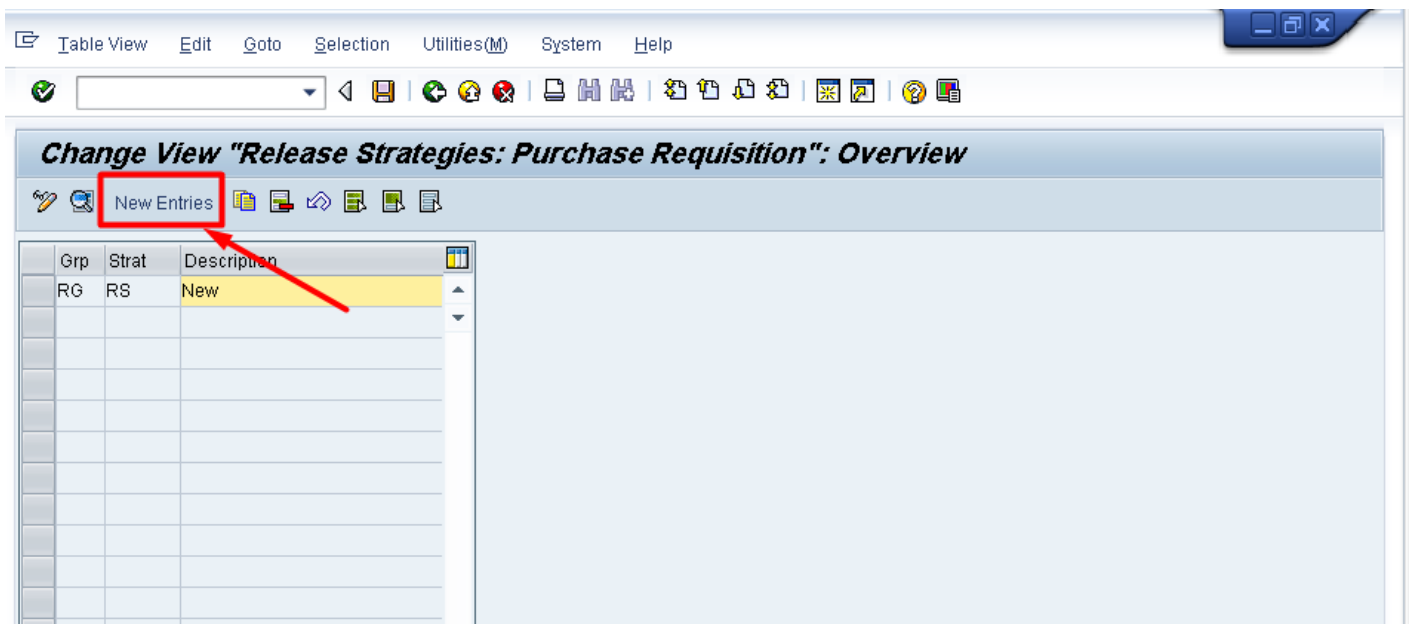 Table View Edit Goto Selection Utilities(M) System Help
Change View "Release Strategies: Purchase Requisition": Overview
New Entries
Grp Strat Description
RG RS New